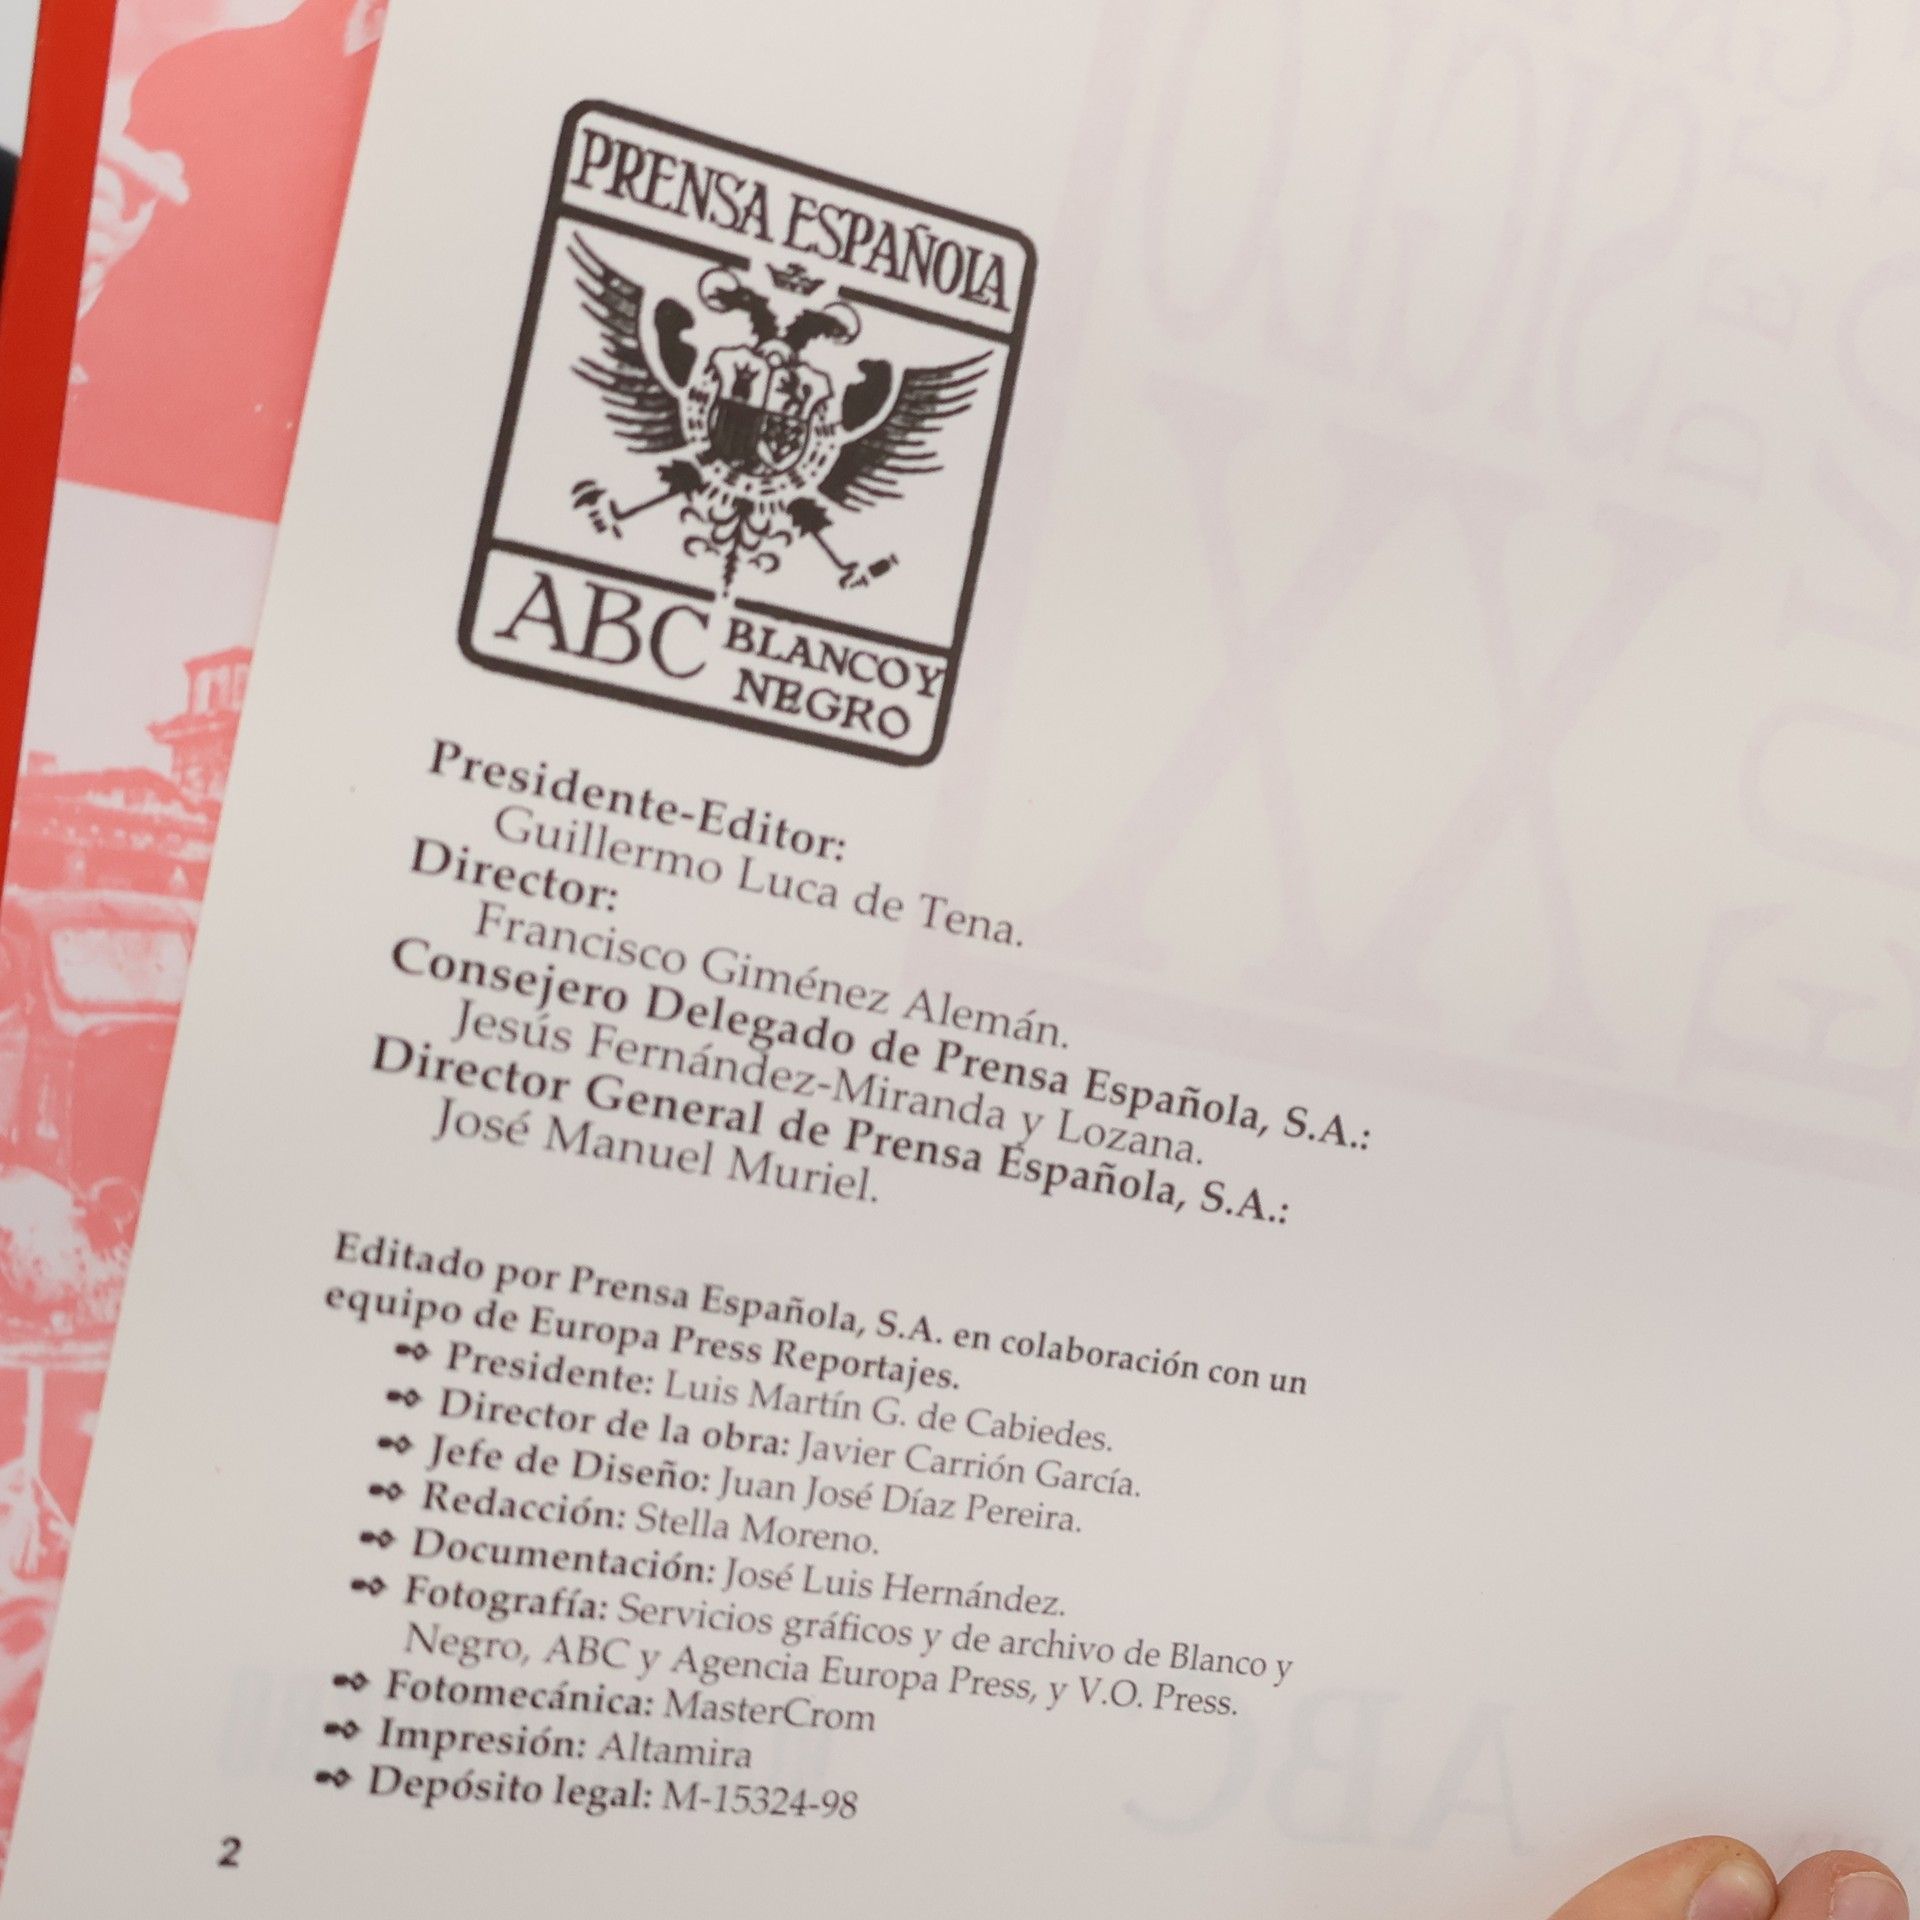 PRENSA ESPAÑOLA
ABC BLANCO Y
NEGRO
Presidente-Editor:
Guillermo Luca de Tena.
Director:
Francisco Giménez Alemán.
Consejero Delegado de Prensa Española, S.A.:
Jesús Fernández-Miranda y Lozana.
Director General de Prensa Española, S.A.:
José Manuel Muriel.
Editado por Prensa Española, S.A. en colaboración con un
equipo de Europa Press Reportajes.
Presidente: Luis Martín G. de Cabiedes.
Director de la obra: Javier Carrión García.
Jefe de Diseño: Juan José Díaz Pereira.
Redacción: Stella Moreno.
Documentación: José Luis Hernández.
Fotografía: Servicios gráficos y de archivo de Blanco y
Negro, ABC y Agencia Europa Press, y V.O. Press.
Fotomecánica: MasterCrom
Impresión: Altamira
Depósito legal: M-15324-98
2